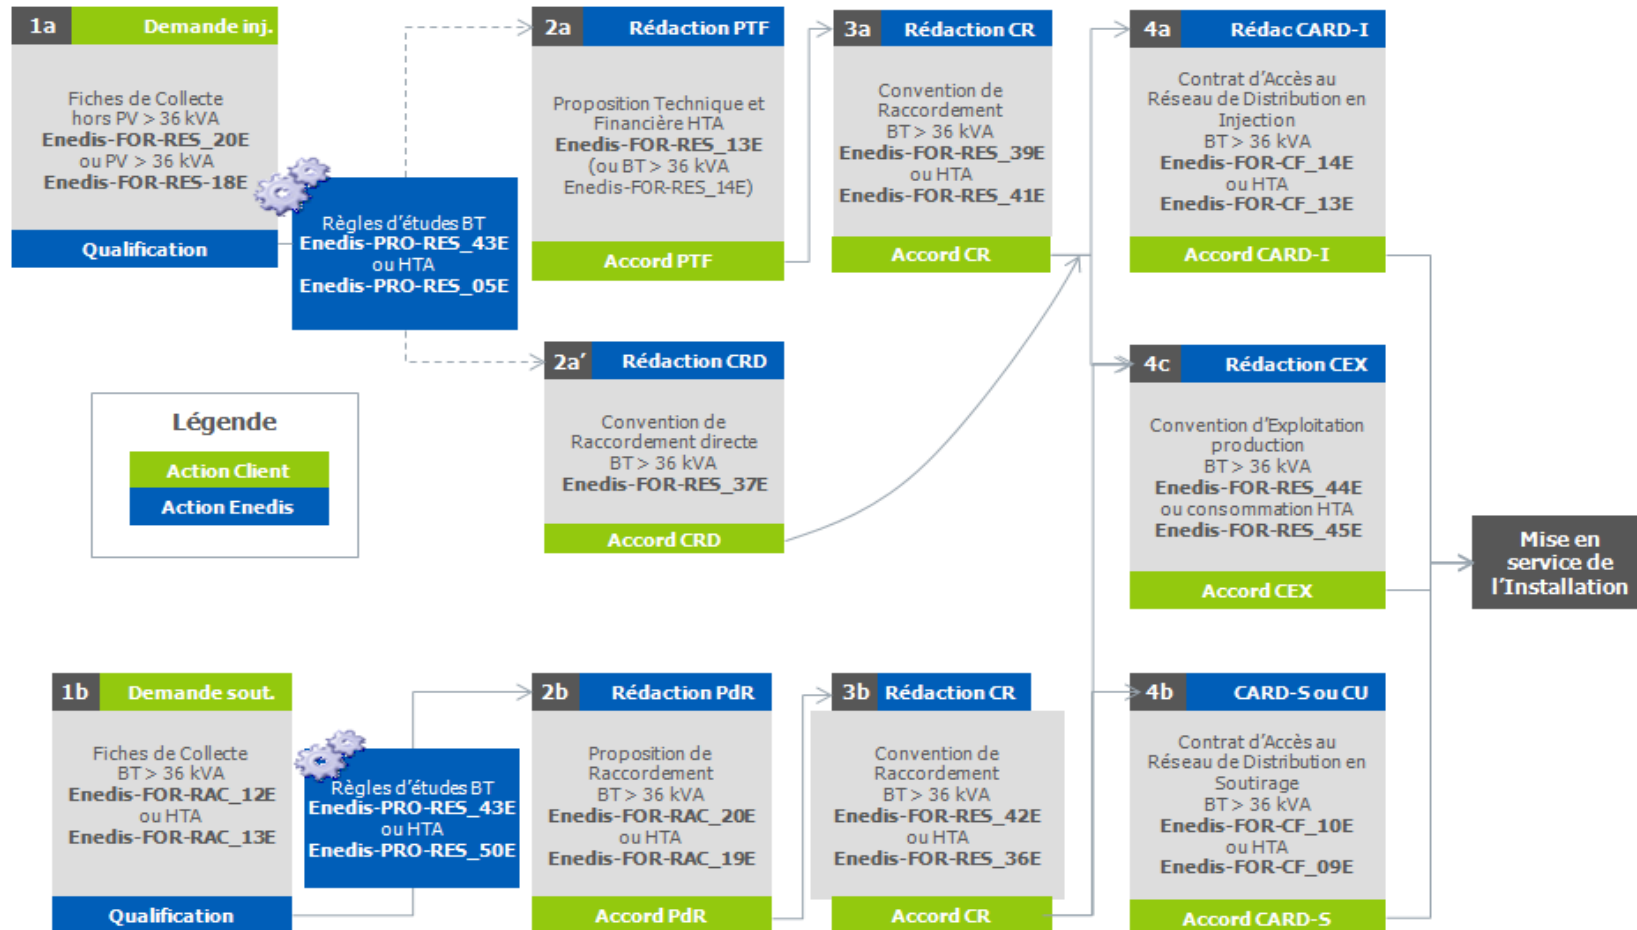 1a
Demande inj.
Fiches de Collecte
hors PV > 36 kVA
Enedis-FOR-RES_20E
ou PV > 36 kVA
Enedis-FOR-RES-18E
Qualification
Règles d'études BT
Enedis-PRO-RES_43E
ou HTA
Enedis-PRO-RES_05E
2a
Rédaction PTF
Proposition Technique et
Financière HTA
Enedis-FOR-RES_13E
(ou BT > 36 kVA
Enedis-FOR-RES_14E)
Accord PTF
3a
Rédaction CR
Convention de
Raccordement
BT > 36 kVA
Enedis-FOR-RES_39E
ou HTA
Enedis-FOR-RES_41E
Accord CR
4a
Rédac CARD-I
Contrat d'Accès au
Réseau de Distribution en
Injection
BT > 36 kVA
Enedis-FOR-CF_14E
ou HTA
Enedis-FOR-CF_13E
Accord CARD-I
2a'
Rédaction CRD
Convention de
Raccordement directe
BT > 36 kVA
Enedis-FOR-RES_37E
Accord CRD
4c
Rédaction CEX
Convention d'Exploitation
production
BT > 36 kVA
Enedis-FOR-RES_44E
ou consommation HTA
Enedis-FOR-RES_45E
Accord CEX
Légende
Action Client
Action Enedis
Mise en
service de
l'Installation
1b
Demande sout.
Fiches de Collecte
BT > 36 kVA
Enedis-FOR-RAC_12E
ou HTA
Enedis-FOR-RAC_13E
Qualification
Règles d'études BT
Enedis-PRO-RES_43E
ou HTA
Enedis-PRO-RES_50E
2b
Rédaction PdR
Proposition de
Raccordement
BT > 36 kVA
Enedis-FOR-RAC_20E
ou HTA
Enedis-FOR-RAC_19E
Accord PdR
3b
Rédaction CR
Convention de
Raccordement
BT > 36 kVA
Enedis-FOR-RES_42E
ou HTA
Enedis-FOR-RES_36E
Accord CR
4b
CARD-S ou CU
Contrat d'Accès au
Réseau de Distribution en
Soutirage
BT > 36 kVA
Enedis-FOR-CF_10E
ou HTA
Enedis-FOR-CF_09E
Accord CARD-S